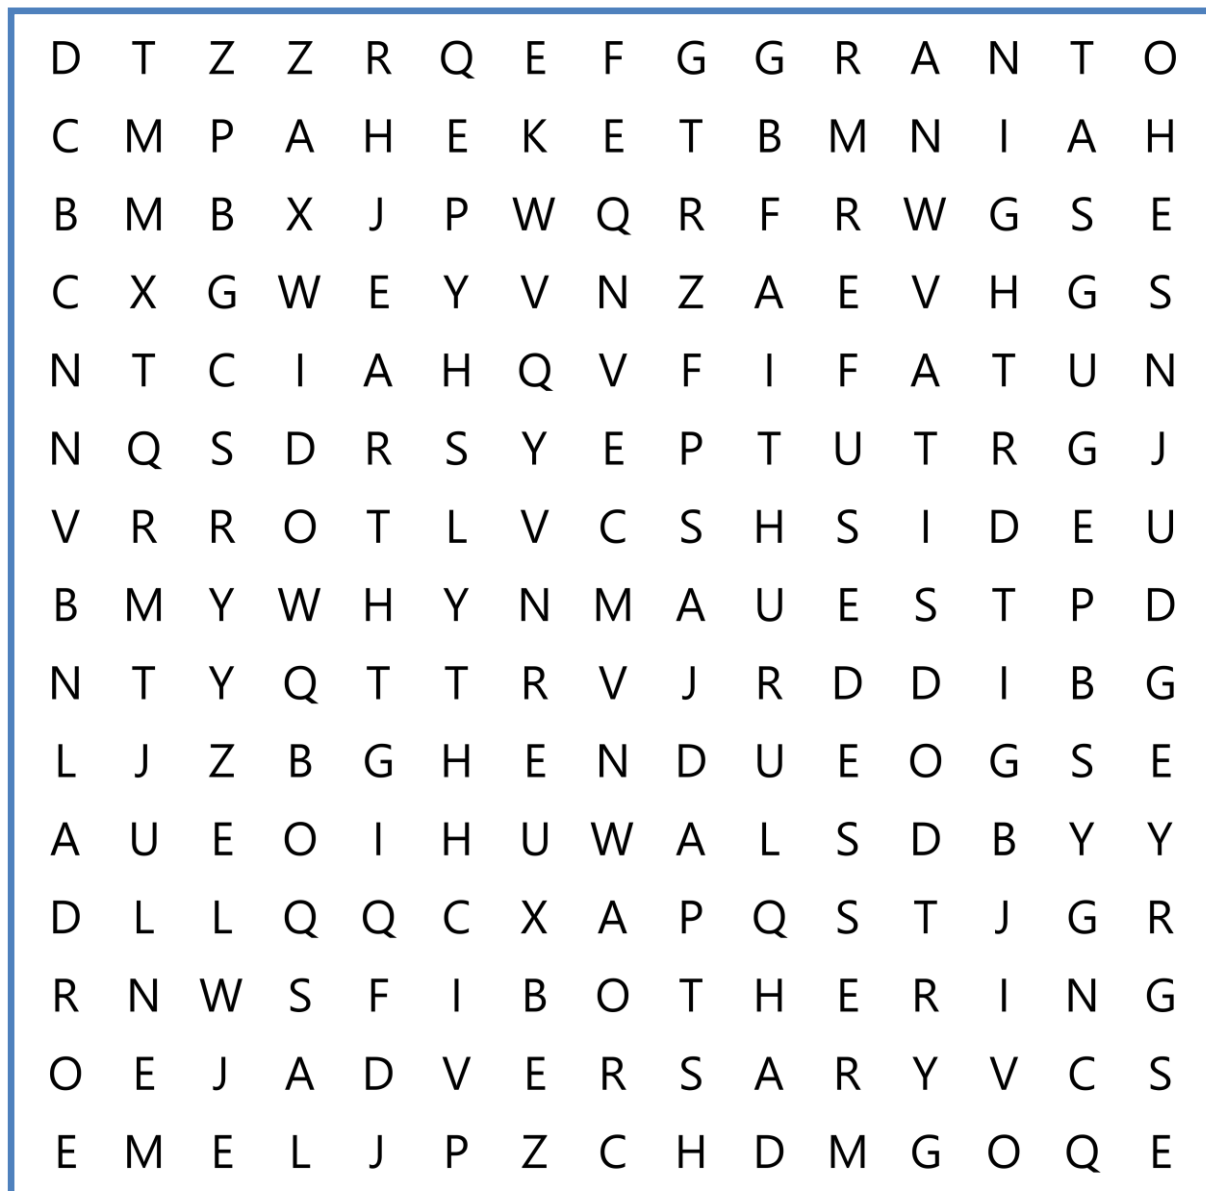 D T Z Z R Q E F G G R A N T O
C M P A H E K E T B M N I A H
B M B X J P W Q R F R W G S E
C X G W E Y V N Z A E V H G S
N T C I A H Q V F I F A T U N
N Q S D R S Y E P T U T R G J
V R R O T L V C S H S I D E U
B M Y W H Y N M A U E S T P D
N T Y Q T T R V J R D D I B G
L J Z B G H E N D U E O G S E
A U E O I H U W A L S D B Y Y
D L L Q Q C X A P Q S T J G R
R N W S F I B O T H E R I N G
O E J A D V E R S A R Y V C S
E M E L J P Z C H D M G O Q E